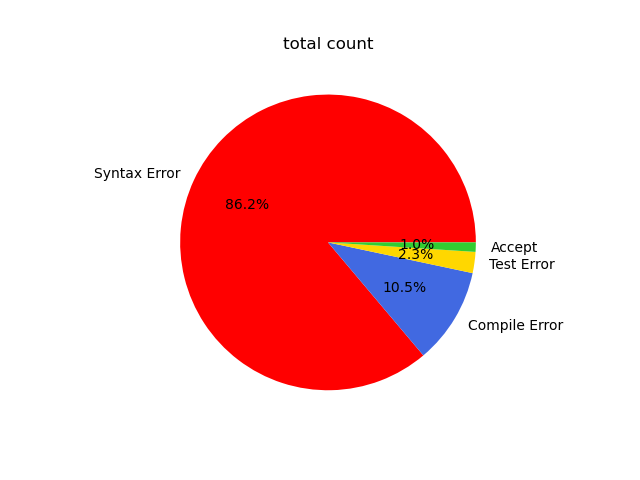 total count
Syntax Error
86.2%
1.0%
Accept
2.3%
Test Error
10.5%
Compile Error